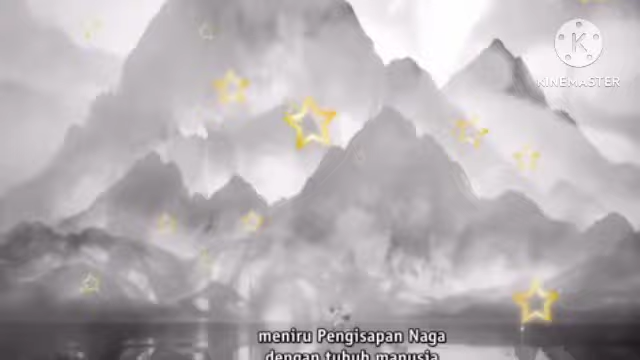 K
KINEMASTER
meniru Pengisapan Naga
dengan tubuh manusia